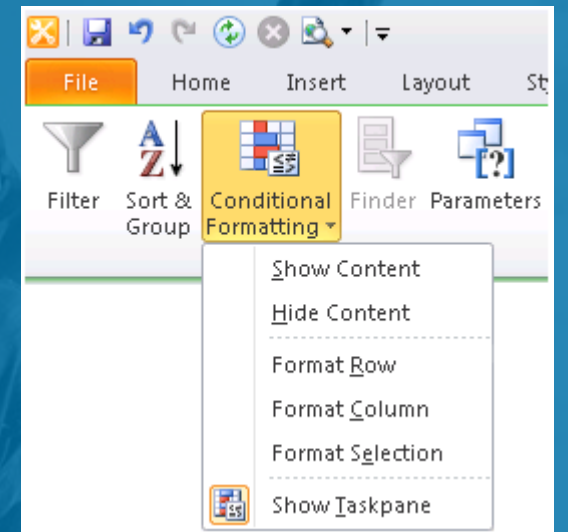 File Home Insert Layout St
Filter Sort & Group Conditional Formatting Finder Parameters
Show Content
Hide Content
Format Row
Format Column
Format Selection
Show Taskpane